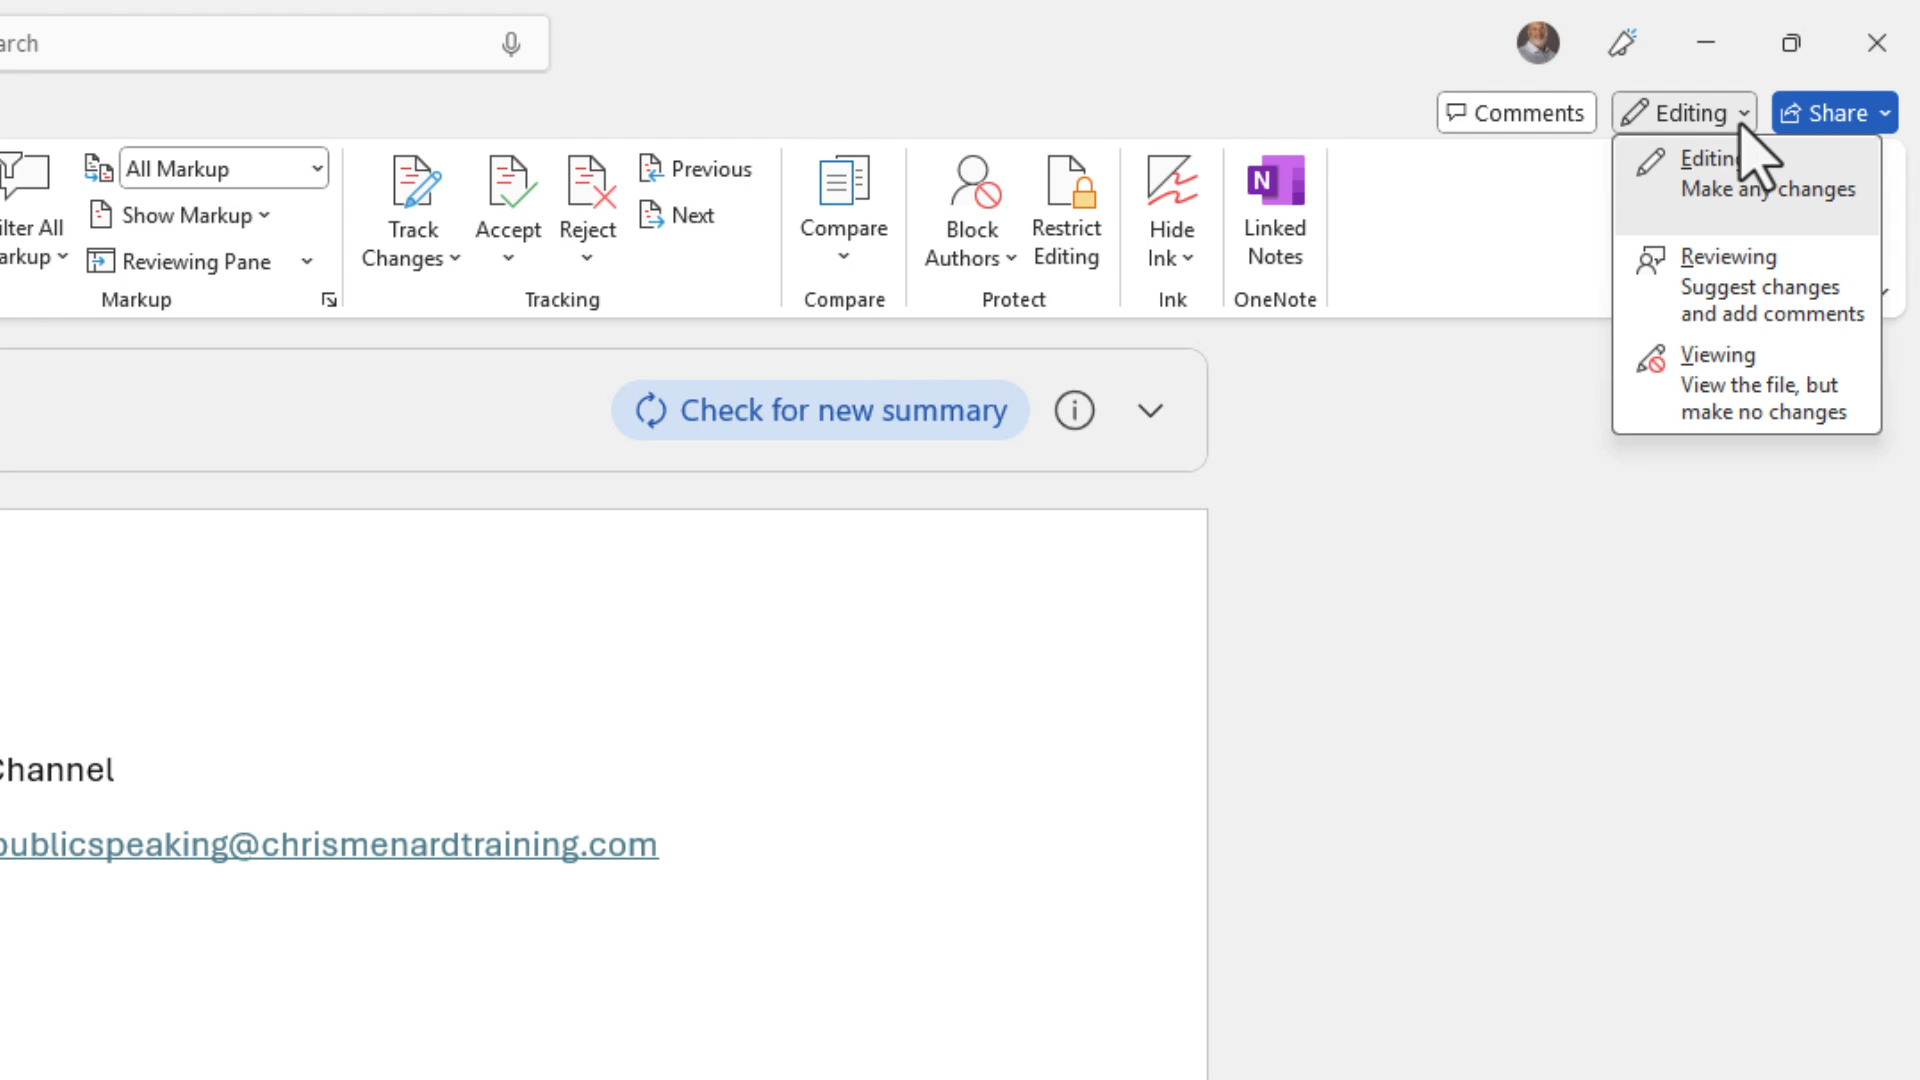 arch
Comments
Editing
Share
All Markup
Show Markup
Reviewing Pane
ilter All
arkup
Markup
Track
Changes
Accept
Reject
Previous
Next
Tracking
Compare
Compare
Block
Authors
Restrict
Editing
Protect
Hide
Ink
Ink
N
Linked
Notes
OneNote
Editin
Make any changes
Reviewing
Suggest changes
and add comments
Viewing
View the file, but
make no changes
Check for new summary
Channel
publicspeaking@chrismenardtraining.com